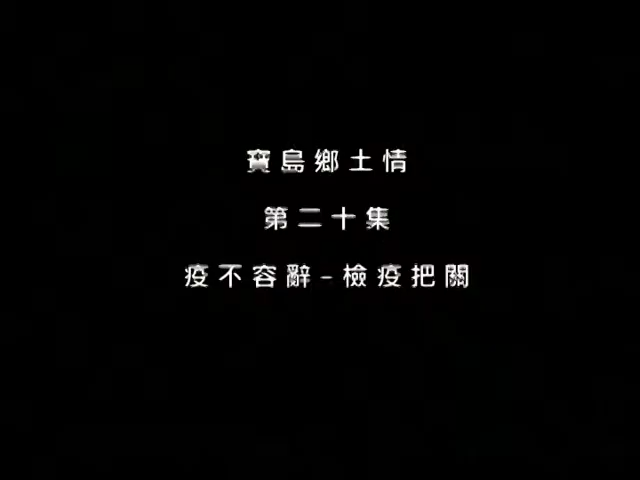 寶島鄉土情
第二十集
疫不容辭-檢疫把關